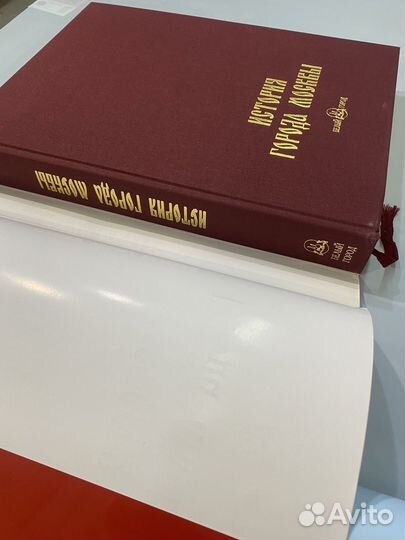 ИСТОРИЯ
ГОРОДА МОСКВЫ
БЕЛЫЙ ГОРОД
ИСТОРИЯ ГОРОДА МОСКВЫ
БЕЛЫЙ
ГОРОД
Avito